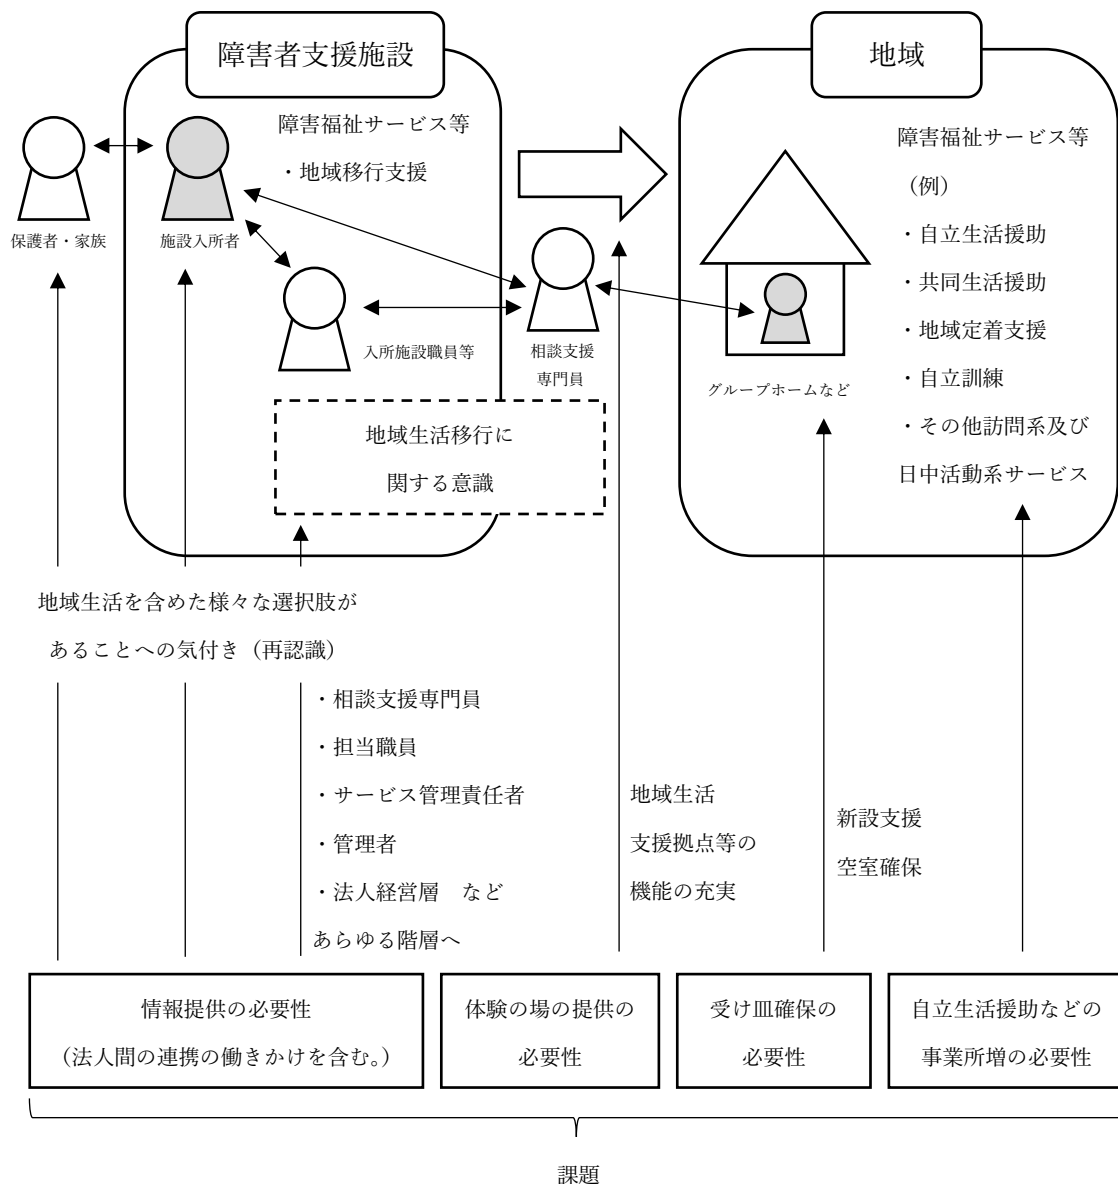 障害者支援施設
地域
障害福祉サービス等
・地域移行支援
保護者・家族
施設入所者
入所施設職員等
相談支援
専門員
地域生活移行に
関する意識
障害福祉サービス等
（例）
・自立生活援助
・共同生活援助
・地域定着支援
・自立訓練
・その他訪問系及び
日中活動系サービス
グループホームなど
地域生活を含めた様々な選択肢が
あることへの気付き（再認識）
・相談支援専門員
・担当職員
・サービス管理責任者
・管理者
・法人経営層　など
あらゆる階層へ
地域生活
支援拠点等の
機能の充実
新設支援
空室確保
情報提供の必要性
（法人間の連携の働きかけを含む。）
体験の場の提供の
必要性
受け皿確保の
必要性
自立生活援助などの
事業所増の必要性
課題